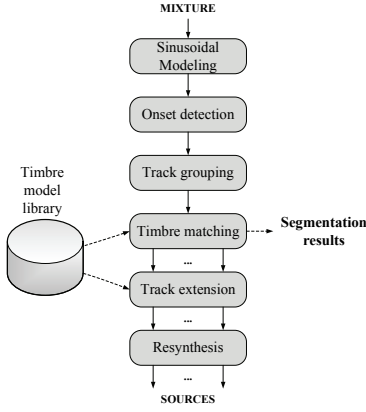 MIXTURE
Sinusoidal
Modeling
Onset detection
Track grouping
Timbre
model
library
Timbre matching
Segmentation
results
...
Track extension
...
Resynthesis
...
SOURCES